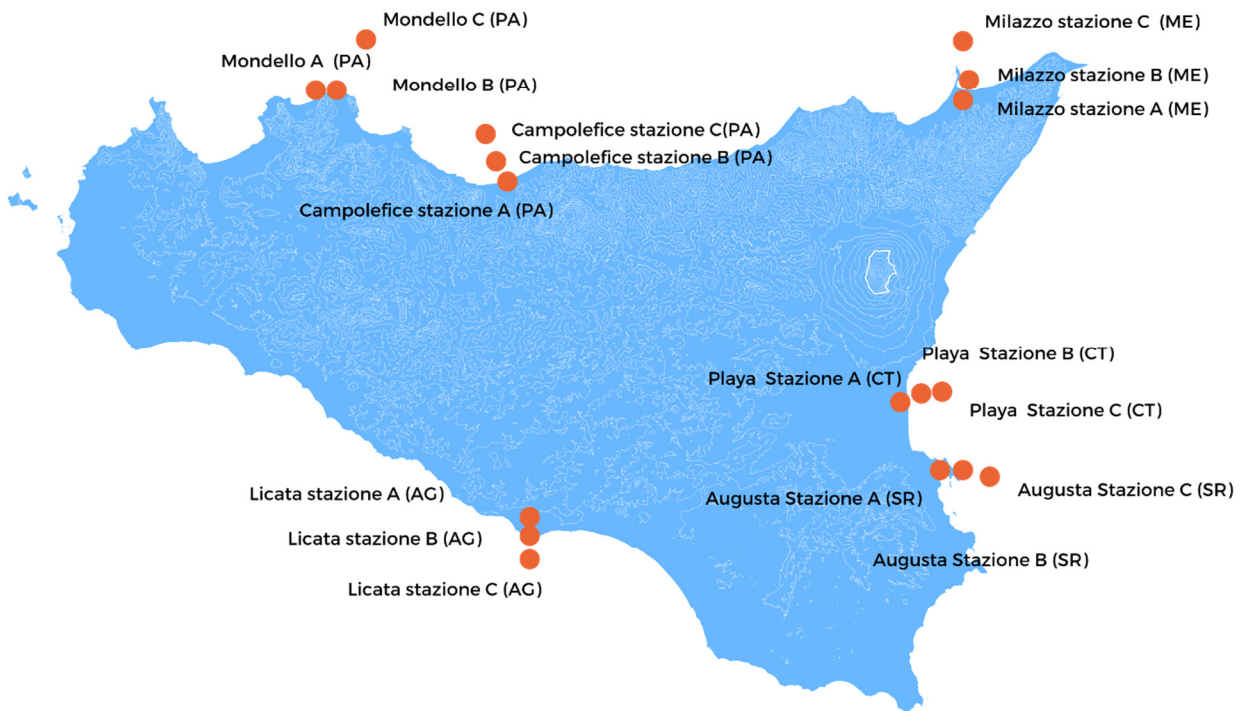 Mondello C (PA)
Milazzo stazione C  (ME)
Mondello A  (PA)
Mondello B (PA)
Milazzo stazione B (ME)
Milazzo stazione A (ME)
Campolefice stazione C(PA)
Campolefice stazione B (PA)
Campolefice stazione A (PA)
Playa  Stazione B (CT)
Playa  Stazione A (CT)
Playa  Stazione C (CT)
Licata stazione A (AG)
Augusta Stazione A (SR)
Augusta Stazione C (SR)
Licata stazione B (AG)
Augusta Stazione B (SR)
Licata stazione C (AG)